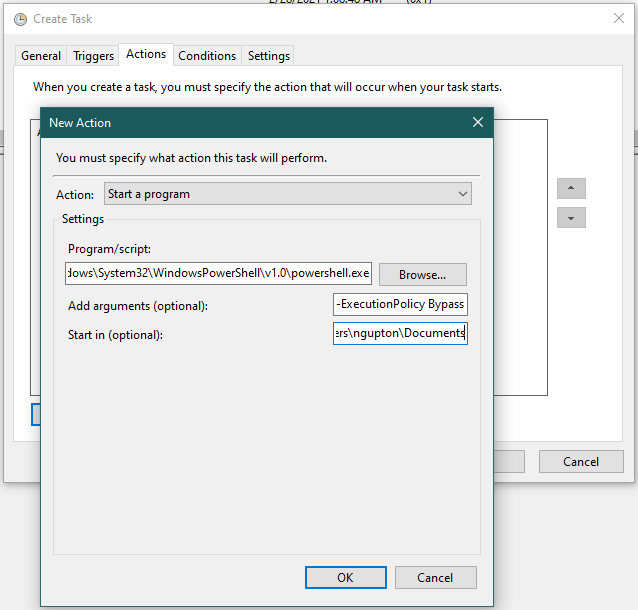 Create Task
General Triggers Actions Conditions Settings
When you create a task, you must specify the action that will occur when your task starts.
New Action
You must specify what action this task will perform.
Action: Start a program
Settings
Program/script:
dows\System32\WindowsPowerShell\v1.0\powershell.exe Browse...
Add arguments (optional): -ExecutionPolicy Bypass
Start in (optional): ers\ngupton\Documents
OK Cancel
Cancel